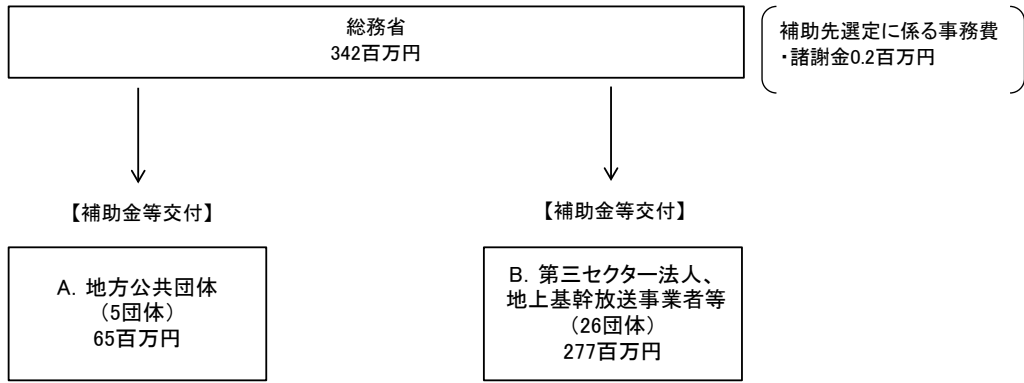 総務省
342百万円
補助先選定に係る事務費
・諸謝金0.2百万円
【補助金等交付】
【補助金等交付】
A．地方公共団体
（5団体）
65百万円
B．第三セクター法人、
地上基幹放送事業者等
（26団体）
277百万円